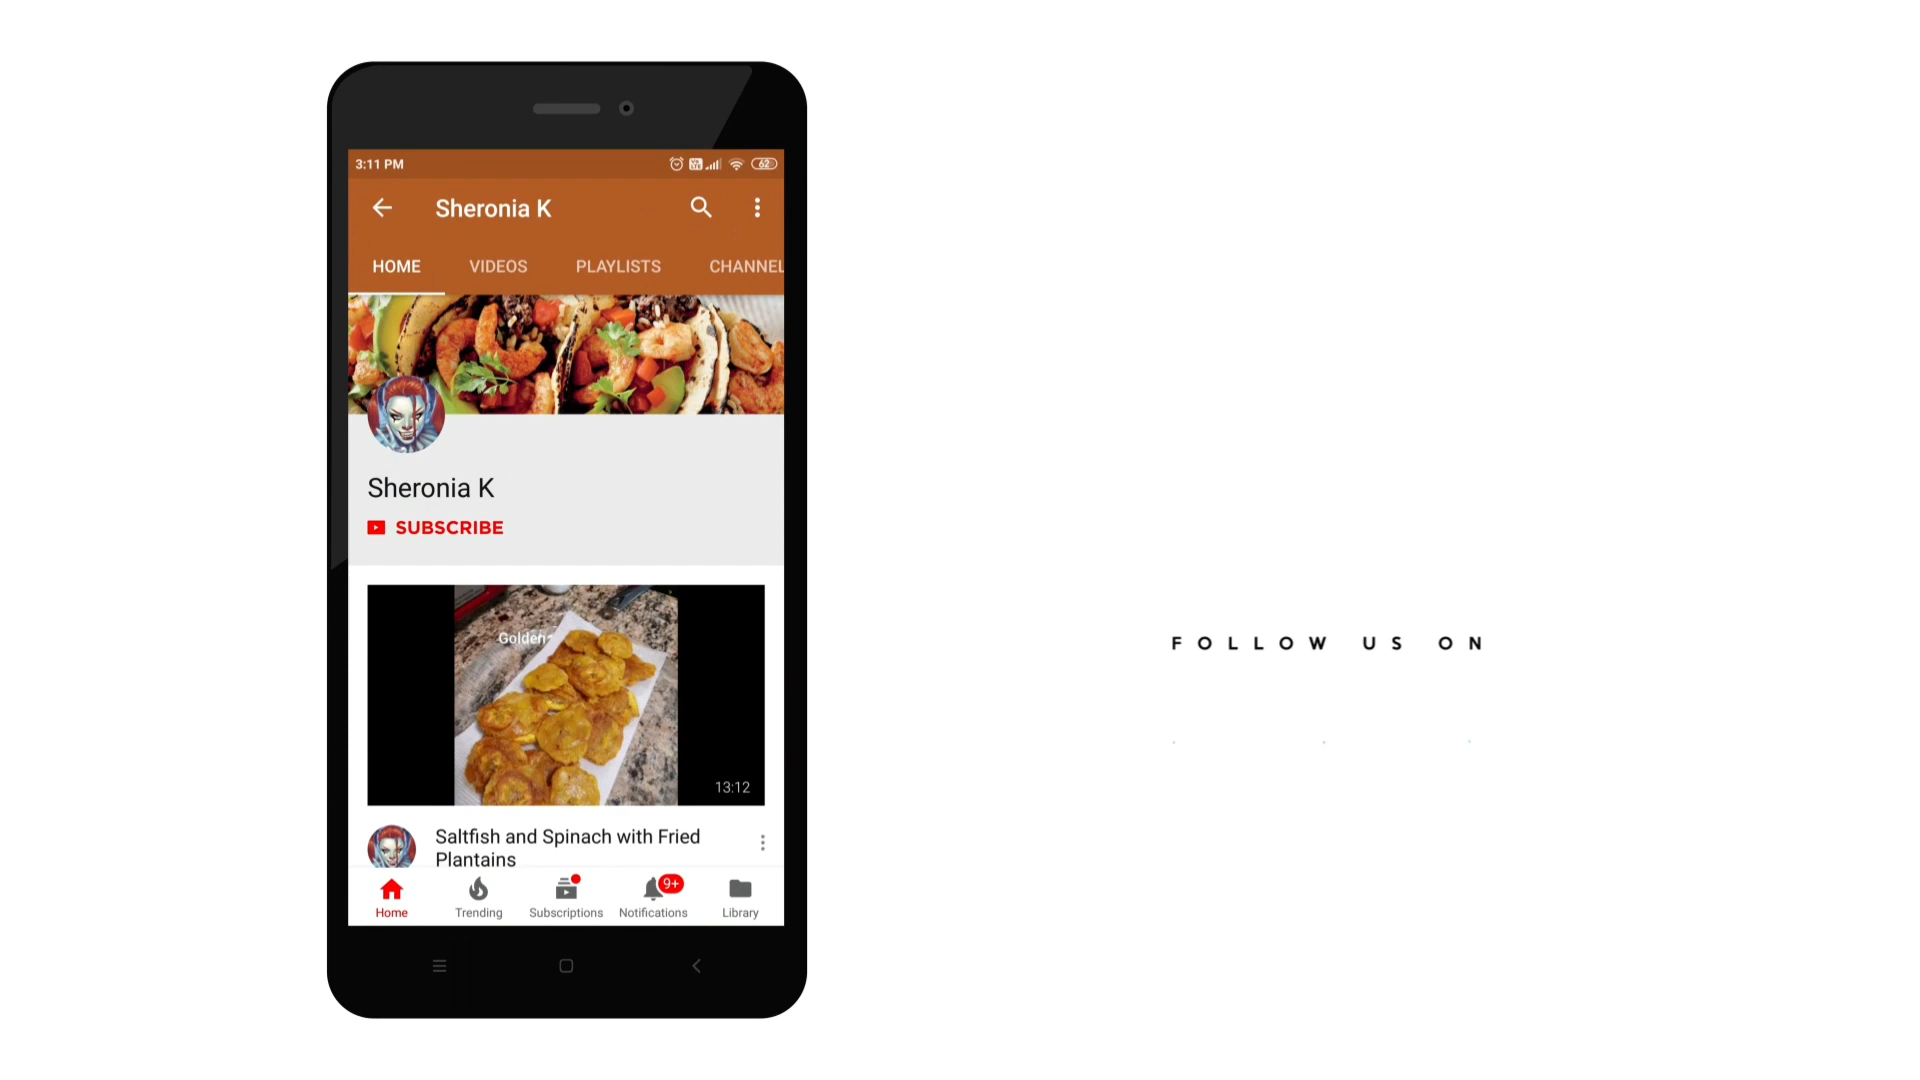 3:11 PM
62
Sheronia K
HOME VIDEOS PLAYLISTS CHANNEL
Sheronia K
SUBSCRIBE
Golden
13:12
Saltfish and Spinach with Fried
Plantains
9+
Home Trending Subscriptions Notifications Library
FOLLOW US ON